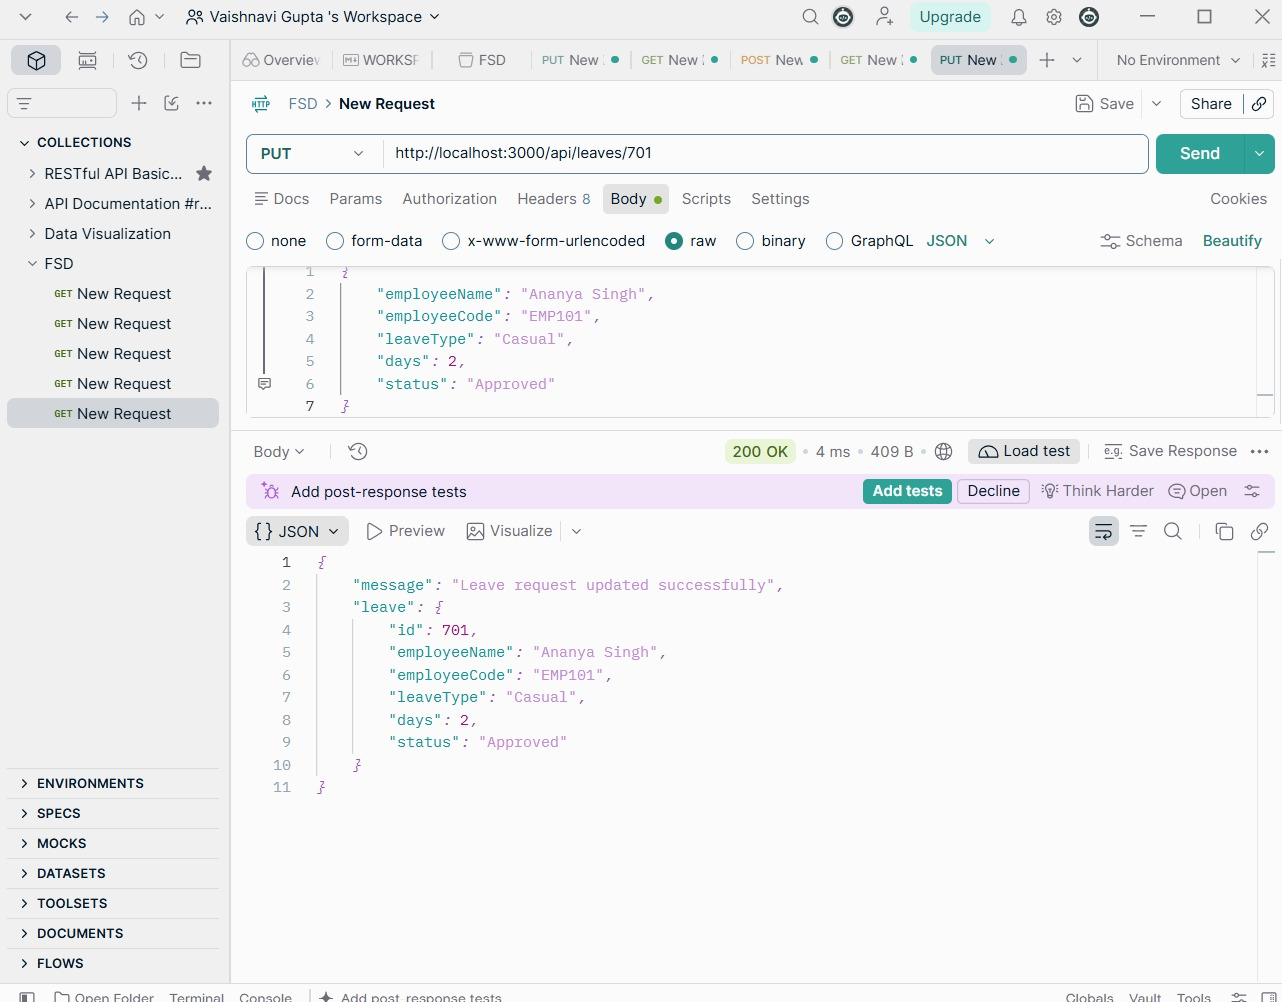 Vaishnavi Gupta 's Workspace
Upgrade
Overview
WORKSP
FSD
PUT New
GET New
POST New
GET New
PUT New
No Environment
FSD > New Request
Save
Share
PUT
http://localhost:3000/api/leaves/701
Send
Docs
Params
Authorization
Headers 8
Body
Scripts
Settings
Cookies
none
form-data
x-www-form-urlencoded
raw
binary
GraphQL
JSON
Schema
Beautify
COLLECTIONS
RESTful API Basic...
API Documentation #r...
Data Visualization
FSD
GET New Request
GET New Request
GET New Request
GET New Request
GET New Request
ENVIRONMENTS
SPECS
MOCKS
DATASETS
TOOLSETS
DOCUMENTS
FLOWS
1 {
2 "employeeName": "Ananya Singh",
3 "employeeCode": "EMP101",
4 "leaveType": "Casual",
5 "days": 2,
6 "status": "Approved"
7 }
Body
200 OK • 4 ms • 409 B •
Load test
e.g. Save Response
Add post-response tests
Add tests
Decline
Think Harder
Open
{} JSON
Preview
Visualize
1 {
2 "message": "Leave request updated successfully",
3 "leave": {
4 "id": 701,
5 "employeeName": "Ananya Singh",
6 "employeeCode": "EMP101",
7 "leaveType": "Casual",
8 "days": 2,
9 "status": "Approved"
10 }
11 }
Open Folder
Terminal
Console
Add post-response tests
Globals
Vault
Tools